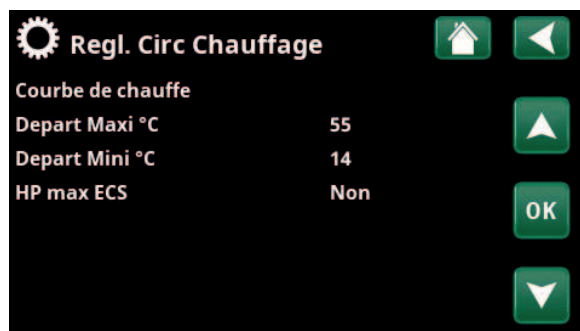 Regl. Circ Chauffage
Courbe de chauffe
Depart Maxi °C 55
Depart Mini °C 14
HP max ECS Non
OK